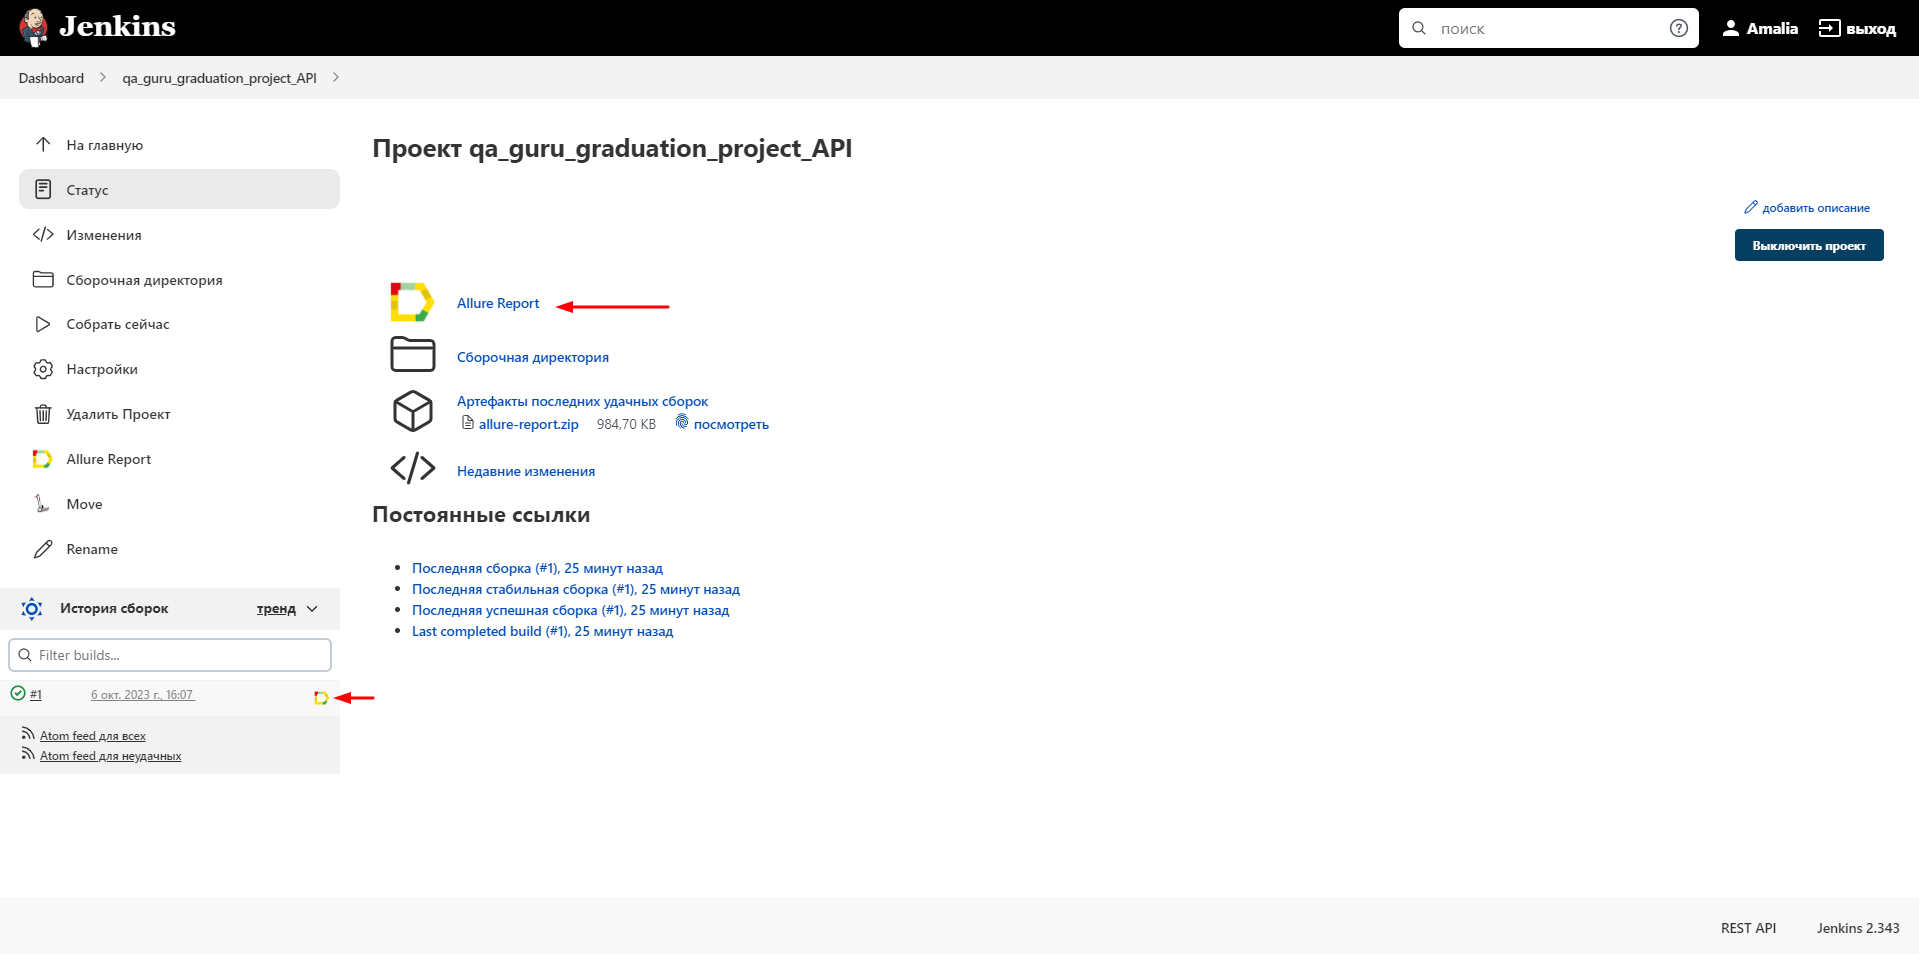 Jenkins
поиск
Amalia
выход
Dashboard
qa_guru_graduation_project_API
На главную
Статус
Изменения
Сборочная директория
Собрать сейчас
Настройки
Удалить Проект
Allure Report
Move
Rename
История сборок
тренд
Filter builds...
#1
6 окт. 2023 г., 16:07
Atom feed для всех
Atom feed для неудачных
Проект qa_guru_graduation_project_API
добавить описание
Выключить проект
Allure Report
Сборочная директория
Артефакты последних удачных сборок
allure-report.zip 984,70 KB посмотреть
Недавние изменения
Постоянные ссылки
Последняя сборка (#1), 25 минут назад
Последняя стабильная сборка (#1), 25 минут назад
Последняя успешная сборка (#1), 25 минут назад
Last completed build (#1), 25 минут назад
REST API
Jenkins 2.343